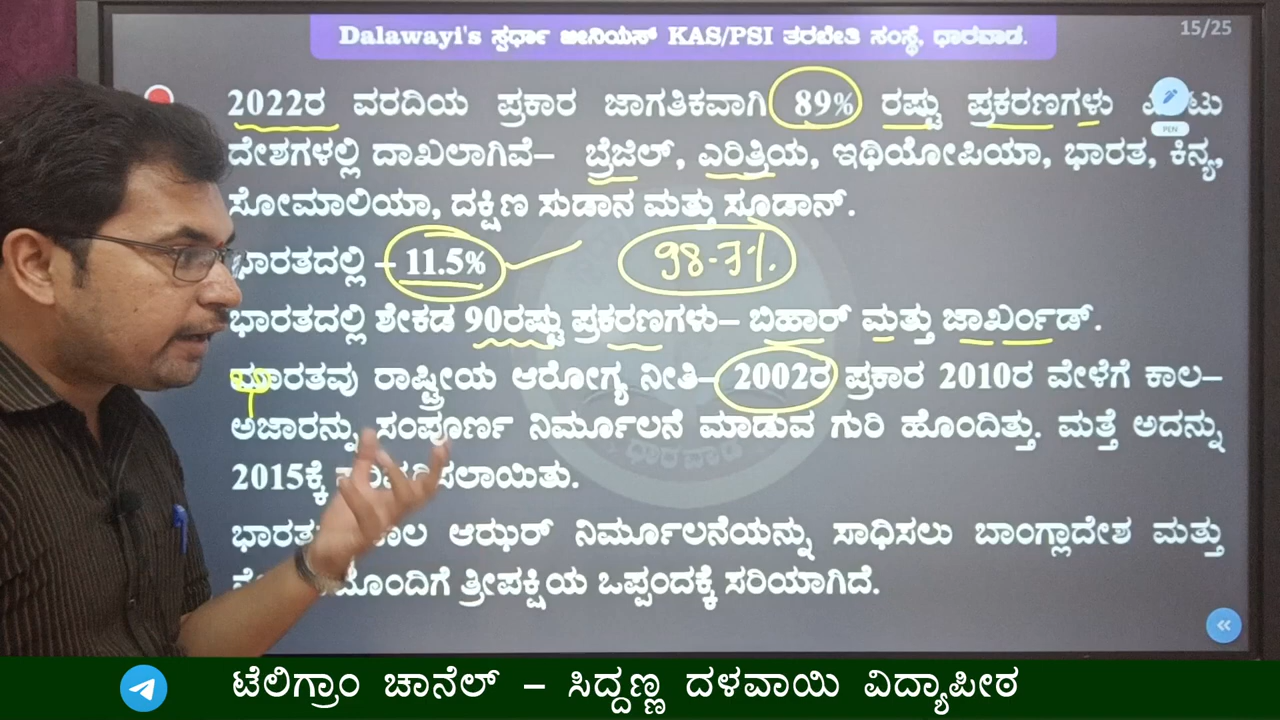 Dalawayi's ಸ್ಪರ್ಧಾ ಜೀನಿಯಸ್ KAS/PSI ತರಬೇತಿ ಸಂಸ್ಥೆ, ಧಾರವಾಡ.
15/25
2022ರ ವರದಿಯ ಪ್ರಕಾರ ಜಾಗತಿಕವಾಗಿ 89% ರಷ್ಟು ಪ್ರಕರಣಗಳು
PEN
ದೇಶಗಳಲ್ಲಿ ದಾಖಲಾಗಿವೆ– ಬ್ರೆಜಿಲ್, ಎರಿತ್ರಿಯ, ಇಥಿಯೋಪಿಯಾ, ಭಾರತ, ಕಿನ್ಯ,
ಸೋಮಾಲಿಯಾ, ದಕ್ಷಿಣ ಸುಡಾನ ಮತ್ತು ಸೂಡಾನ್.
ಭಾರತದಲ್ಲಿ – 11.5% 98.7%
ಭಾರತದಲ್ಲಿ ಶೇಕಡ 90ರಷ್ಟು ಪ್ರಕರಣಗಳು– ಬಿಹಾರ್ ಮತ್ತು ಜಾರ್ಖಂಡ್.
ಭಾರತವು ರಾಷ್ಟ್ರೀಯ ಆರೋಗ್ಯ ನೀತಿ– 2002ರ ಪ್ರಕಾರ 2010ರ ವೇಳೆಗೆ ಕಾಲ–
ಅಜಾರನ್ನು ಸಂಪೂರ್ಣ ನಿರ್ಮೂಲನೆ ಮಾಡುವ ಗುರಿ ಹೊಂದಿತ್ತು. ಮತ್ತೆ ಅದನ್ನು
2015ಕ್ಕೆ
ಆಝರ್ ನಿರ್ಮೂಲನೆಯನ್ನು ಸಾಧಿಸಲು ಬಾಂಗ್ಲಾದೇಶ ಮತ್ತು
ತ್ರೀಪಕ್ಷಿಯ ಒಪ್ಪಂದಕ್ಕೆ ಸರಿಯಾಗಿದೆ.
ಧಾರವಾಡ
ಟೆಲಿಗ್ರಾಂ ಚಾನೆಲ್ – ಸಿದ್ದಣ್ಣ ದಳವಾಯಿ ವಿದ್ಯಾಪೀಠ